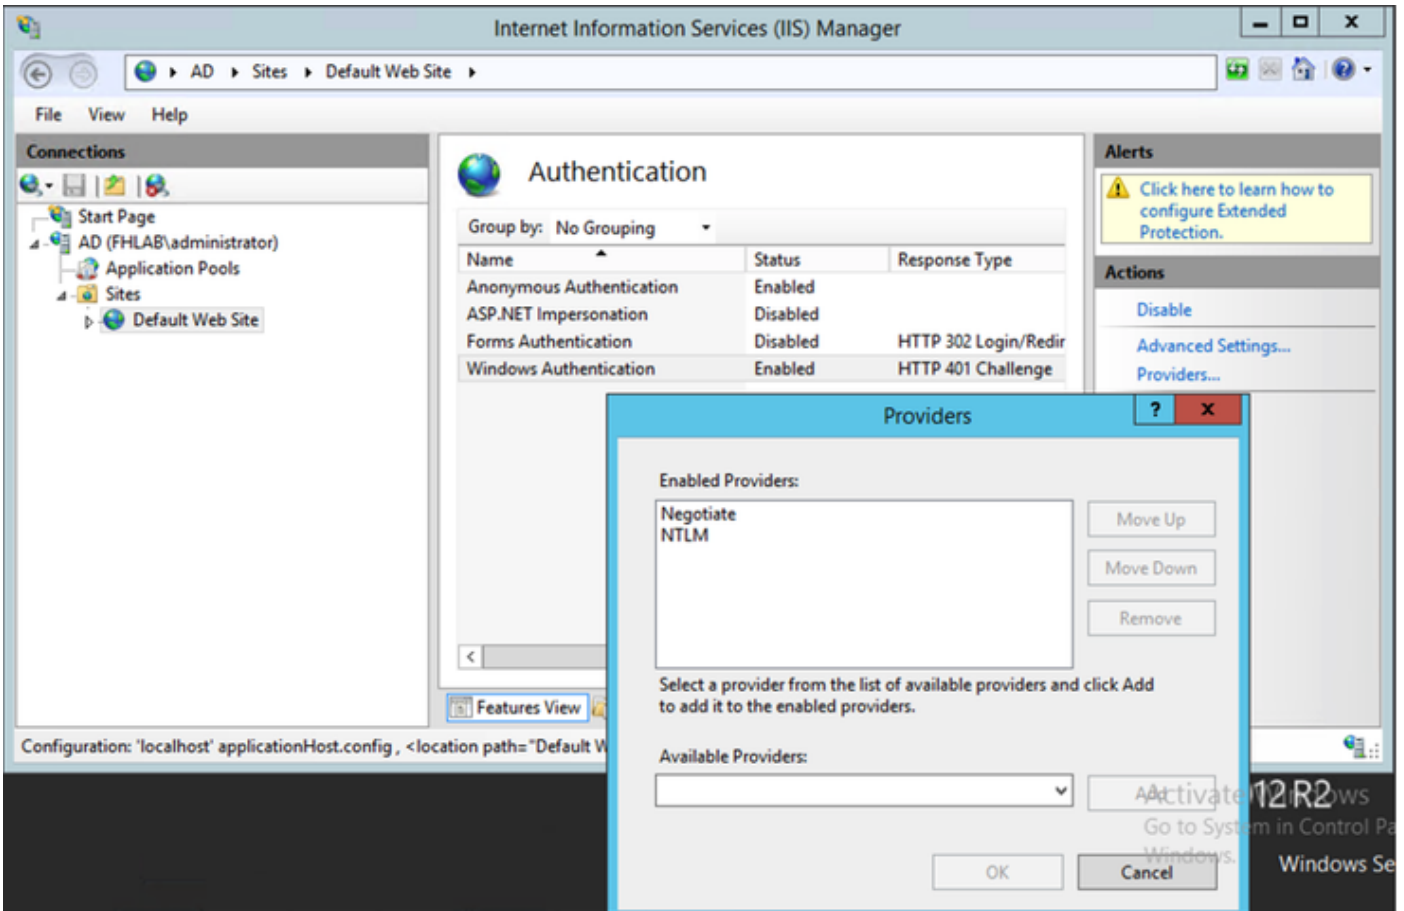 Internet Information Services (IIS) Manager
AD Sites Default Web Site
File View Help
Connections
Start Page
AD (FHLAB\administrator)
Application Pools
Sites
Default Web Site
Authentication
Group by: No Grouping
Name Status Response Type
Anonymous Authentication Enabled
ASP.NET Impersonation Disabled
Forms Authentication Disabled HTTP 302 Login/Redir
Windows Authentication Enabled HTTP 401 Challenge
Features View
Configuration: 'localhost' applicationHost.config , <location path="Default W
Alerts
Click here to learn how to
configure Extended
Protection.
Actions
Disable
Advanced Settings...
Providers...
Providers
?
Enabled Providers:
Negotiate
NTLM
Move Up
Move Down
Remove
Select a provider from the list of available providers and click Add
to add it to the enabled providers.
Available Providers:
Add
OK
Cancel
Activate Windows
Go to System in Control Pa
Windows.
12 R2
Windows Se